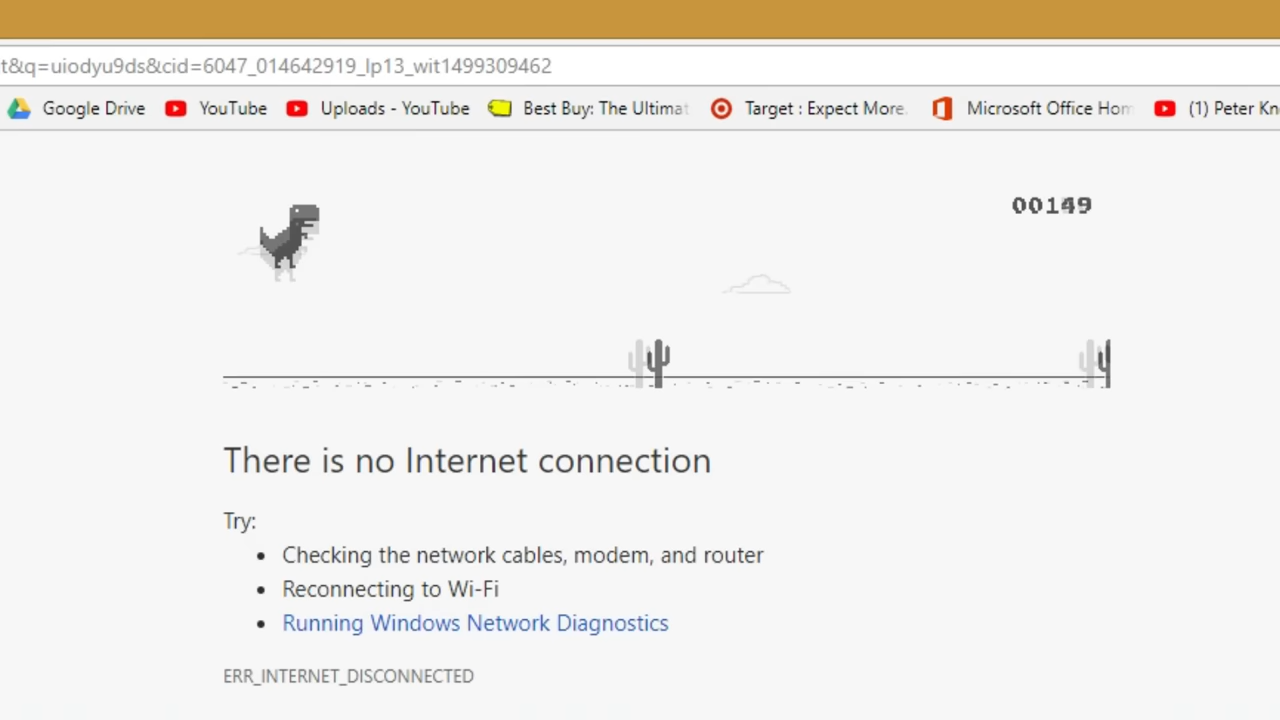 t&q=uiodyu9ds&cid=6047_014642919_lp13_wit1499309462
Google Drive YouTube Uploads - YouTube Best Buy: The Ultimat Target : Expect More. Microsoft Office Hom (1) Peter Kn
00149
There is no Internet connection
Try:
• Checking the network cables, modem, and router
• Reconnecting to Wi-Fi
• Running Windows Network Diagnostics
ERR_INTERNET_DISCONNECTED